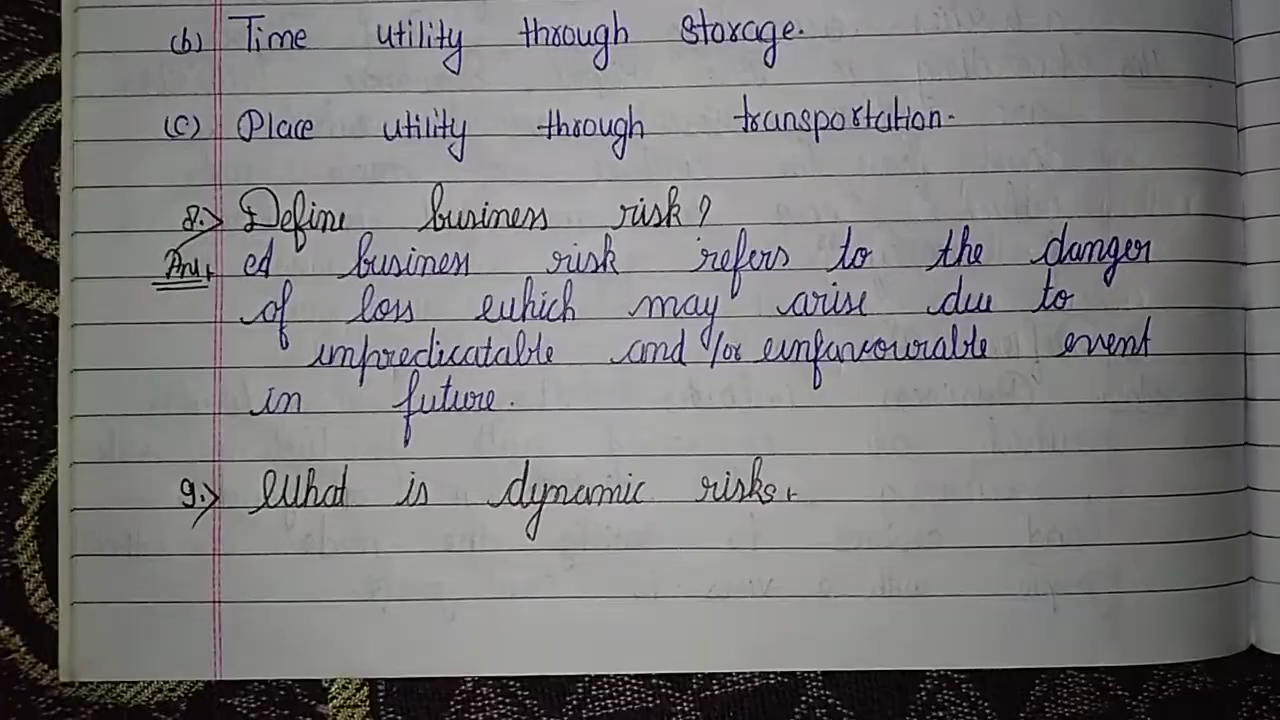 (b) Time utility through storage.
(c) Place utility through transportation.
8.> Define business risk?
Ans, A business risk refers to the danger
of loss which may arise due to
impredicatable and/or unfavourable event
in future.
9.> What is dynamic risks.